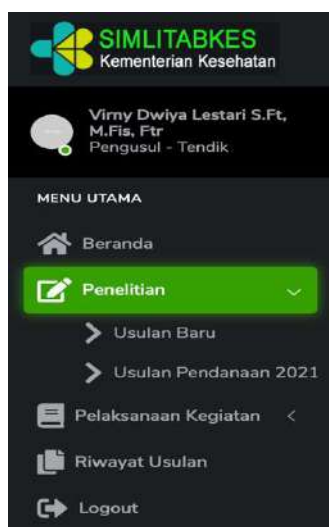 SIMLITABKES
Kementerian Kesehatan
Virny Dwiya Lestari S.Ft,
M.Fis, Ftr
Pengusul - Tendik
MENU UTAMA
Beranda
Penelitian
Usulan Baru
Usulan Pendanaan 2021
Pelaksanaan Kegiatan
Riwayat Usulan
Logout